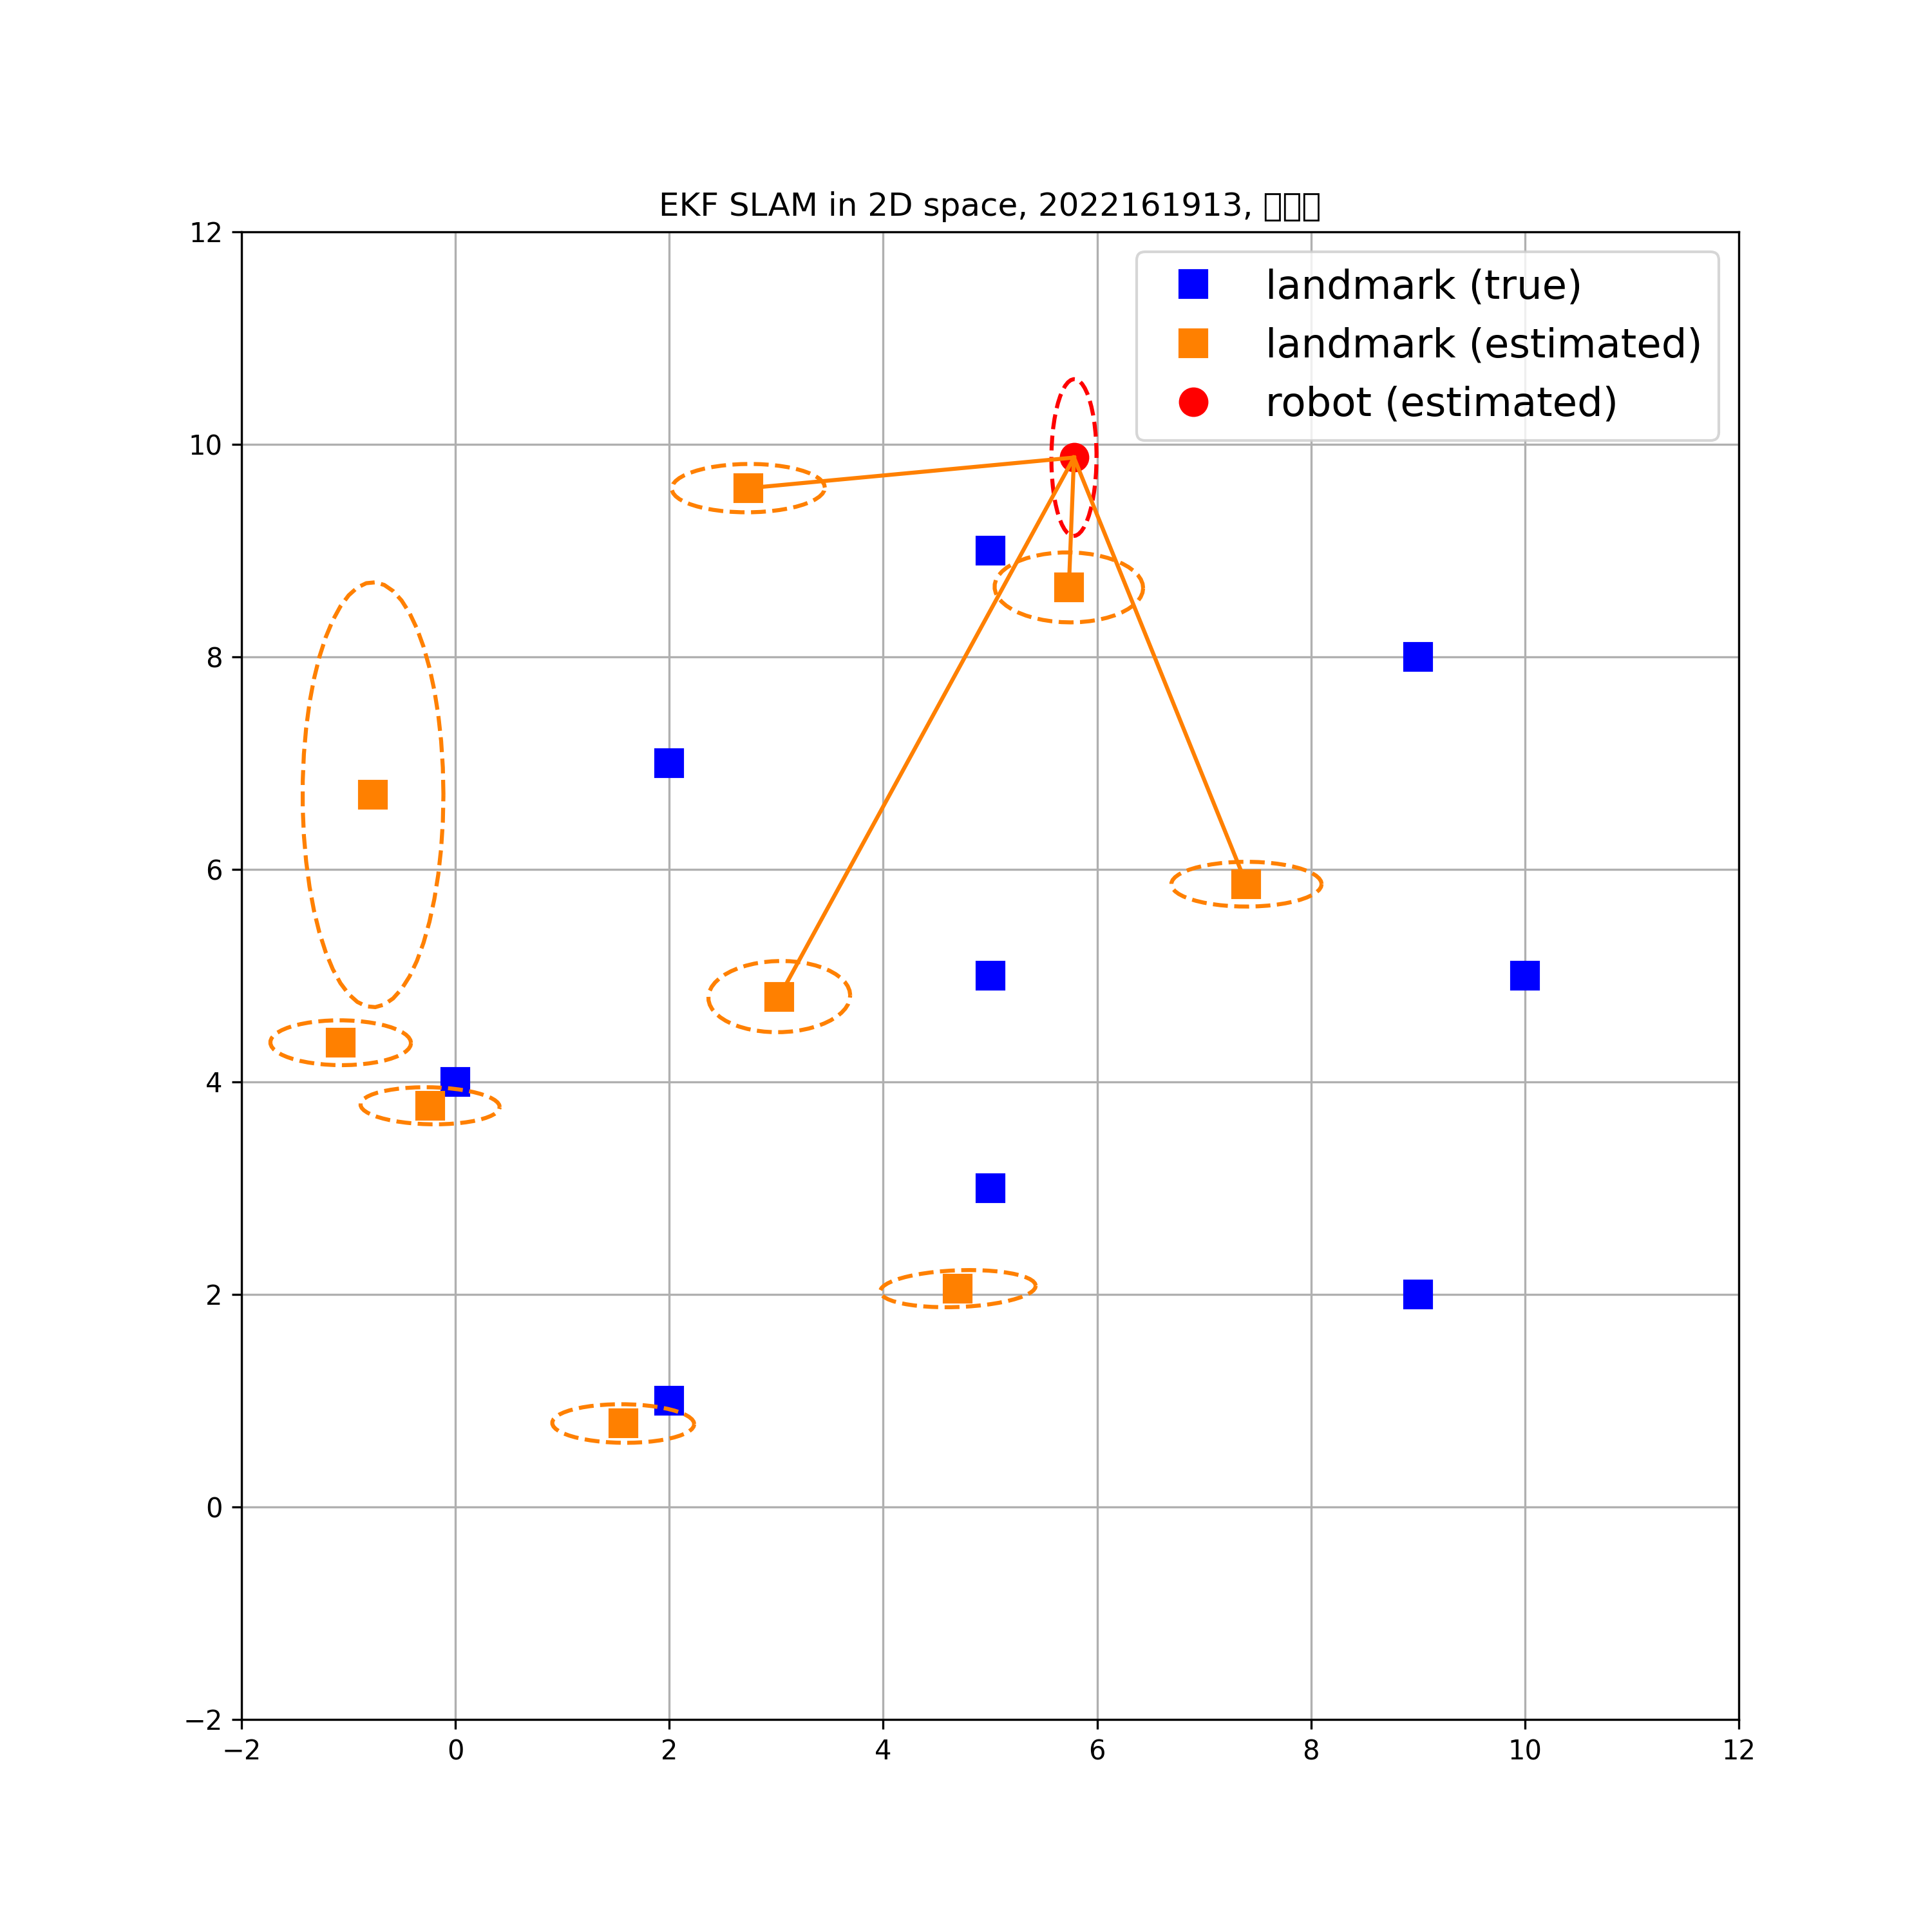 EKF SLAM in 2D space, 2022161913,
12
10
8
6
4
2
0
−2
−2 0 2 4 6 8 10 12
landmark (true)
landmark (estimated)
robot (estimated)